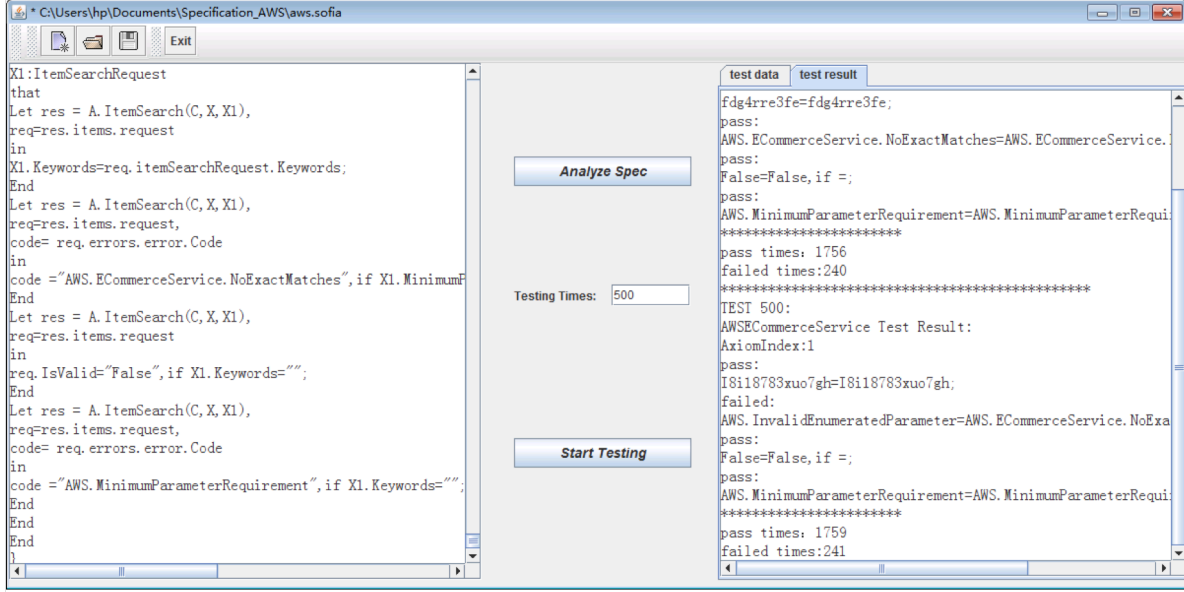 * C:\Users\hp\Documents\Specification_AWS\aws.sofia
Exit
X1:ItemSearchRequest
that
Let res = A.ItemSearch(C,X,X1),
req=res.items.request
in
X1.Keywords=req.itemSearchRequest.Keywords;
End
Let res = A.ItemSearch(C,X,X1),
req=res.items.request,
code= req.errors.error.Code
in
code ="AWS.ECommerceService.NoExactMatches",if X1.MinimumP
End
Let res = A.ItemSearch(C,X,X1),
req=res.items.request
in
req.IsValid="False",if X1.Keywords="";
End
Let res = A.ItemSearch(C,X,X1),
req=res.items.request,
code= req.errors.error.Code
in
code ="AWS.MinimumParameterRequirement",if X1.Keywords="";
End
End
End
}
Analyze Spec
Testing Times: 500
Start Testing
test data test result
fdg4rre3fe=fdg4rre3fe;
pass:
AWS.ECommerceService.NoExactMatches=AWS.ECommerceService.
pass:
False=False,if =;
pass:
AWS.MinimumParameterRequirement=AWS.MinimumParameterRequi
***********************
pass times: 1756
failed times:240
***********************************************
TEST 500:
AWSECommerceService Test Result:
AxiomIndex:1
pass:
I8i18783xuo7gh=I8i18783xuo7gh;
failed:
AWS.InvalidEnumeratedParameter=AWS.ECommerceService.NoExa
pass:
False=False,if =;
pass:
AWS.MinimumParameterRequirement=AWS.MinimumParameterRequi
***********************
pass times: 1759
failed times:241